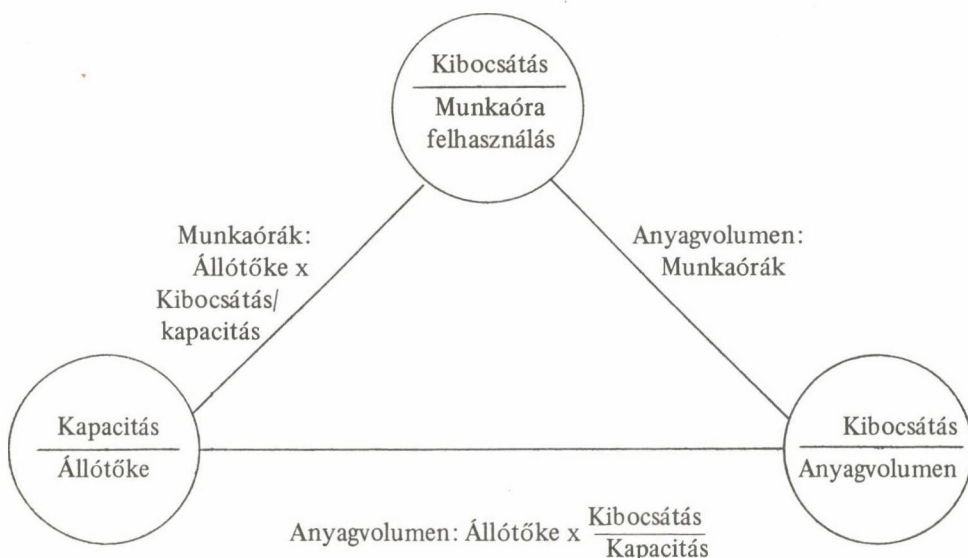 Kibocsátás
Munkaóra
felhasználás
Munkaórák:
Állótőke x
Kibocsátás/
kapacitás
Anyagvolumen:
Munkaórák
Kapacitás
Állótőke
Kibocsátás
Anyagvolumen
Anyagvolumen: Állótőke x Kibocsátás
Kapacitás